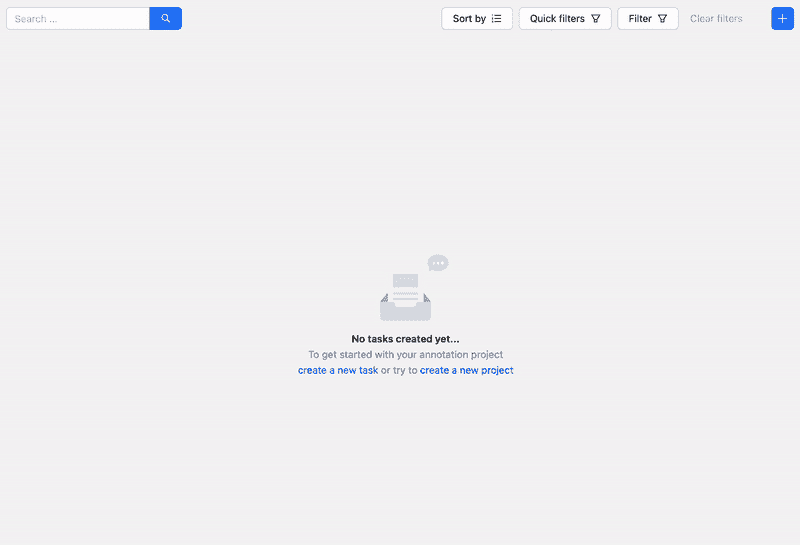 Search ...
Sort by
Quick filters
Filter
Clear filters
No tasks created yet...
To get started with your annotation project
create a new task or try to create a new project